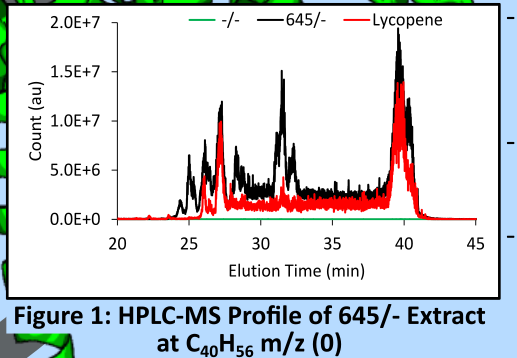 -/- 645/- Lycopene
2.0E+7
1.5E+7
1.0E+7
5.0E+6
0.0E+0
Count (au)
20 25 30 35 40 45
Elution Time (min)
Figure 1: HPLC-MS Profile of 645/- Extract
at C₄₀H₅₆ m/z (0)